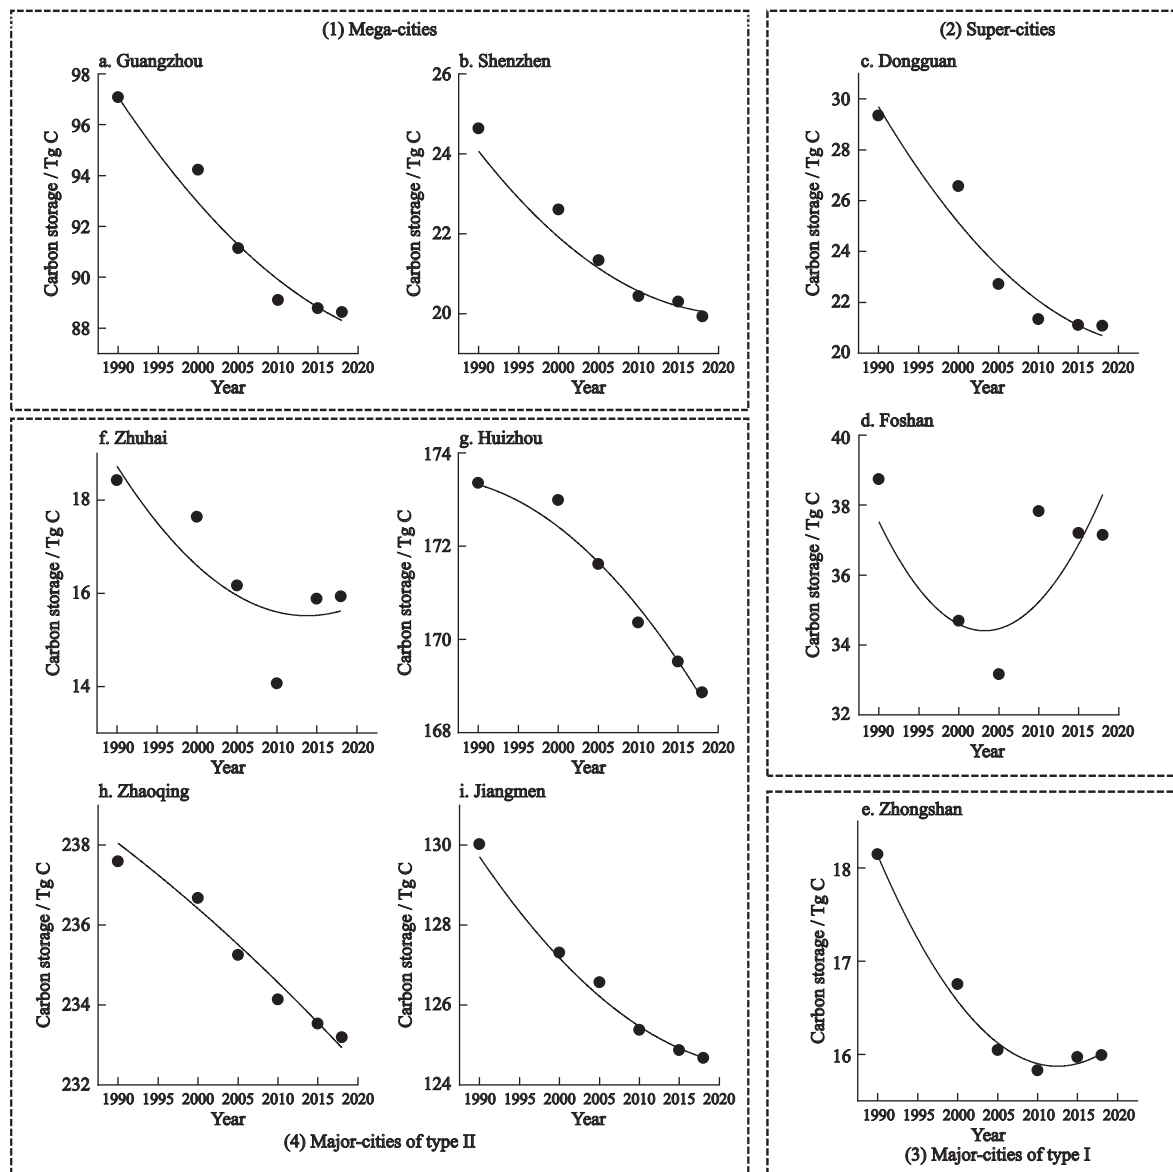 (1) Mega-cities
a. Guangzhou
98
96
94
92
90
88
Carbon storage / Tg C
1990 1995 2000 2005 2010 2015 2020
Year
b. Shenzhen
26
24
22
20
Carbon storage / Tg C
1990 1995 2000 2005 2010 2015 2020
Year
(2) Super-cities
c. Dongguan
30
28
26
24
22
20
Carbon storage / Tg C
1990 1995 2000 2005 2010 2015 2020
Year
d. Foshan
40
38
36
34
32
Carbon storage / Tg C
1990 1995 2000 2005 2010 2015 2020
Year
f. Zhuhai
18
16
14
Carbon storage / Tg C
1990 1995 2000 2005 2010 2015 2020
Year
g. Huizhou
174
172
170
168
Carbon storage / Tg C
1990 1995 2000 2005 2010 2015 2020
Year
h. Zhaoqing
238
236
234
232
Carbon storage / Tg C
1990 1995 2000 2005 2010 2015 2020
Year
i. Jiangmen
130
128
126
124
Carbon storage / Tg C
1990 1995 2000 2005 2010 2015 2020
Year
(4) Major-cities of type II
e. Zhongshan
18
17
16
Carbon storage / Tg C
1990 1995 2000 2005 2010 2015 2020
Year
(3) Major-cities of type I